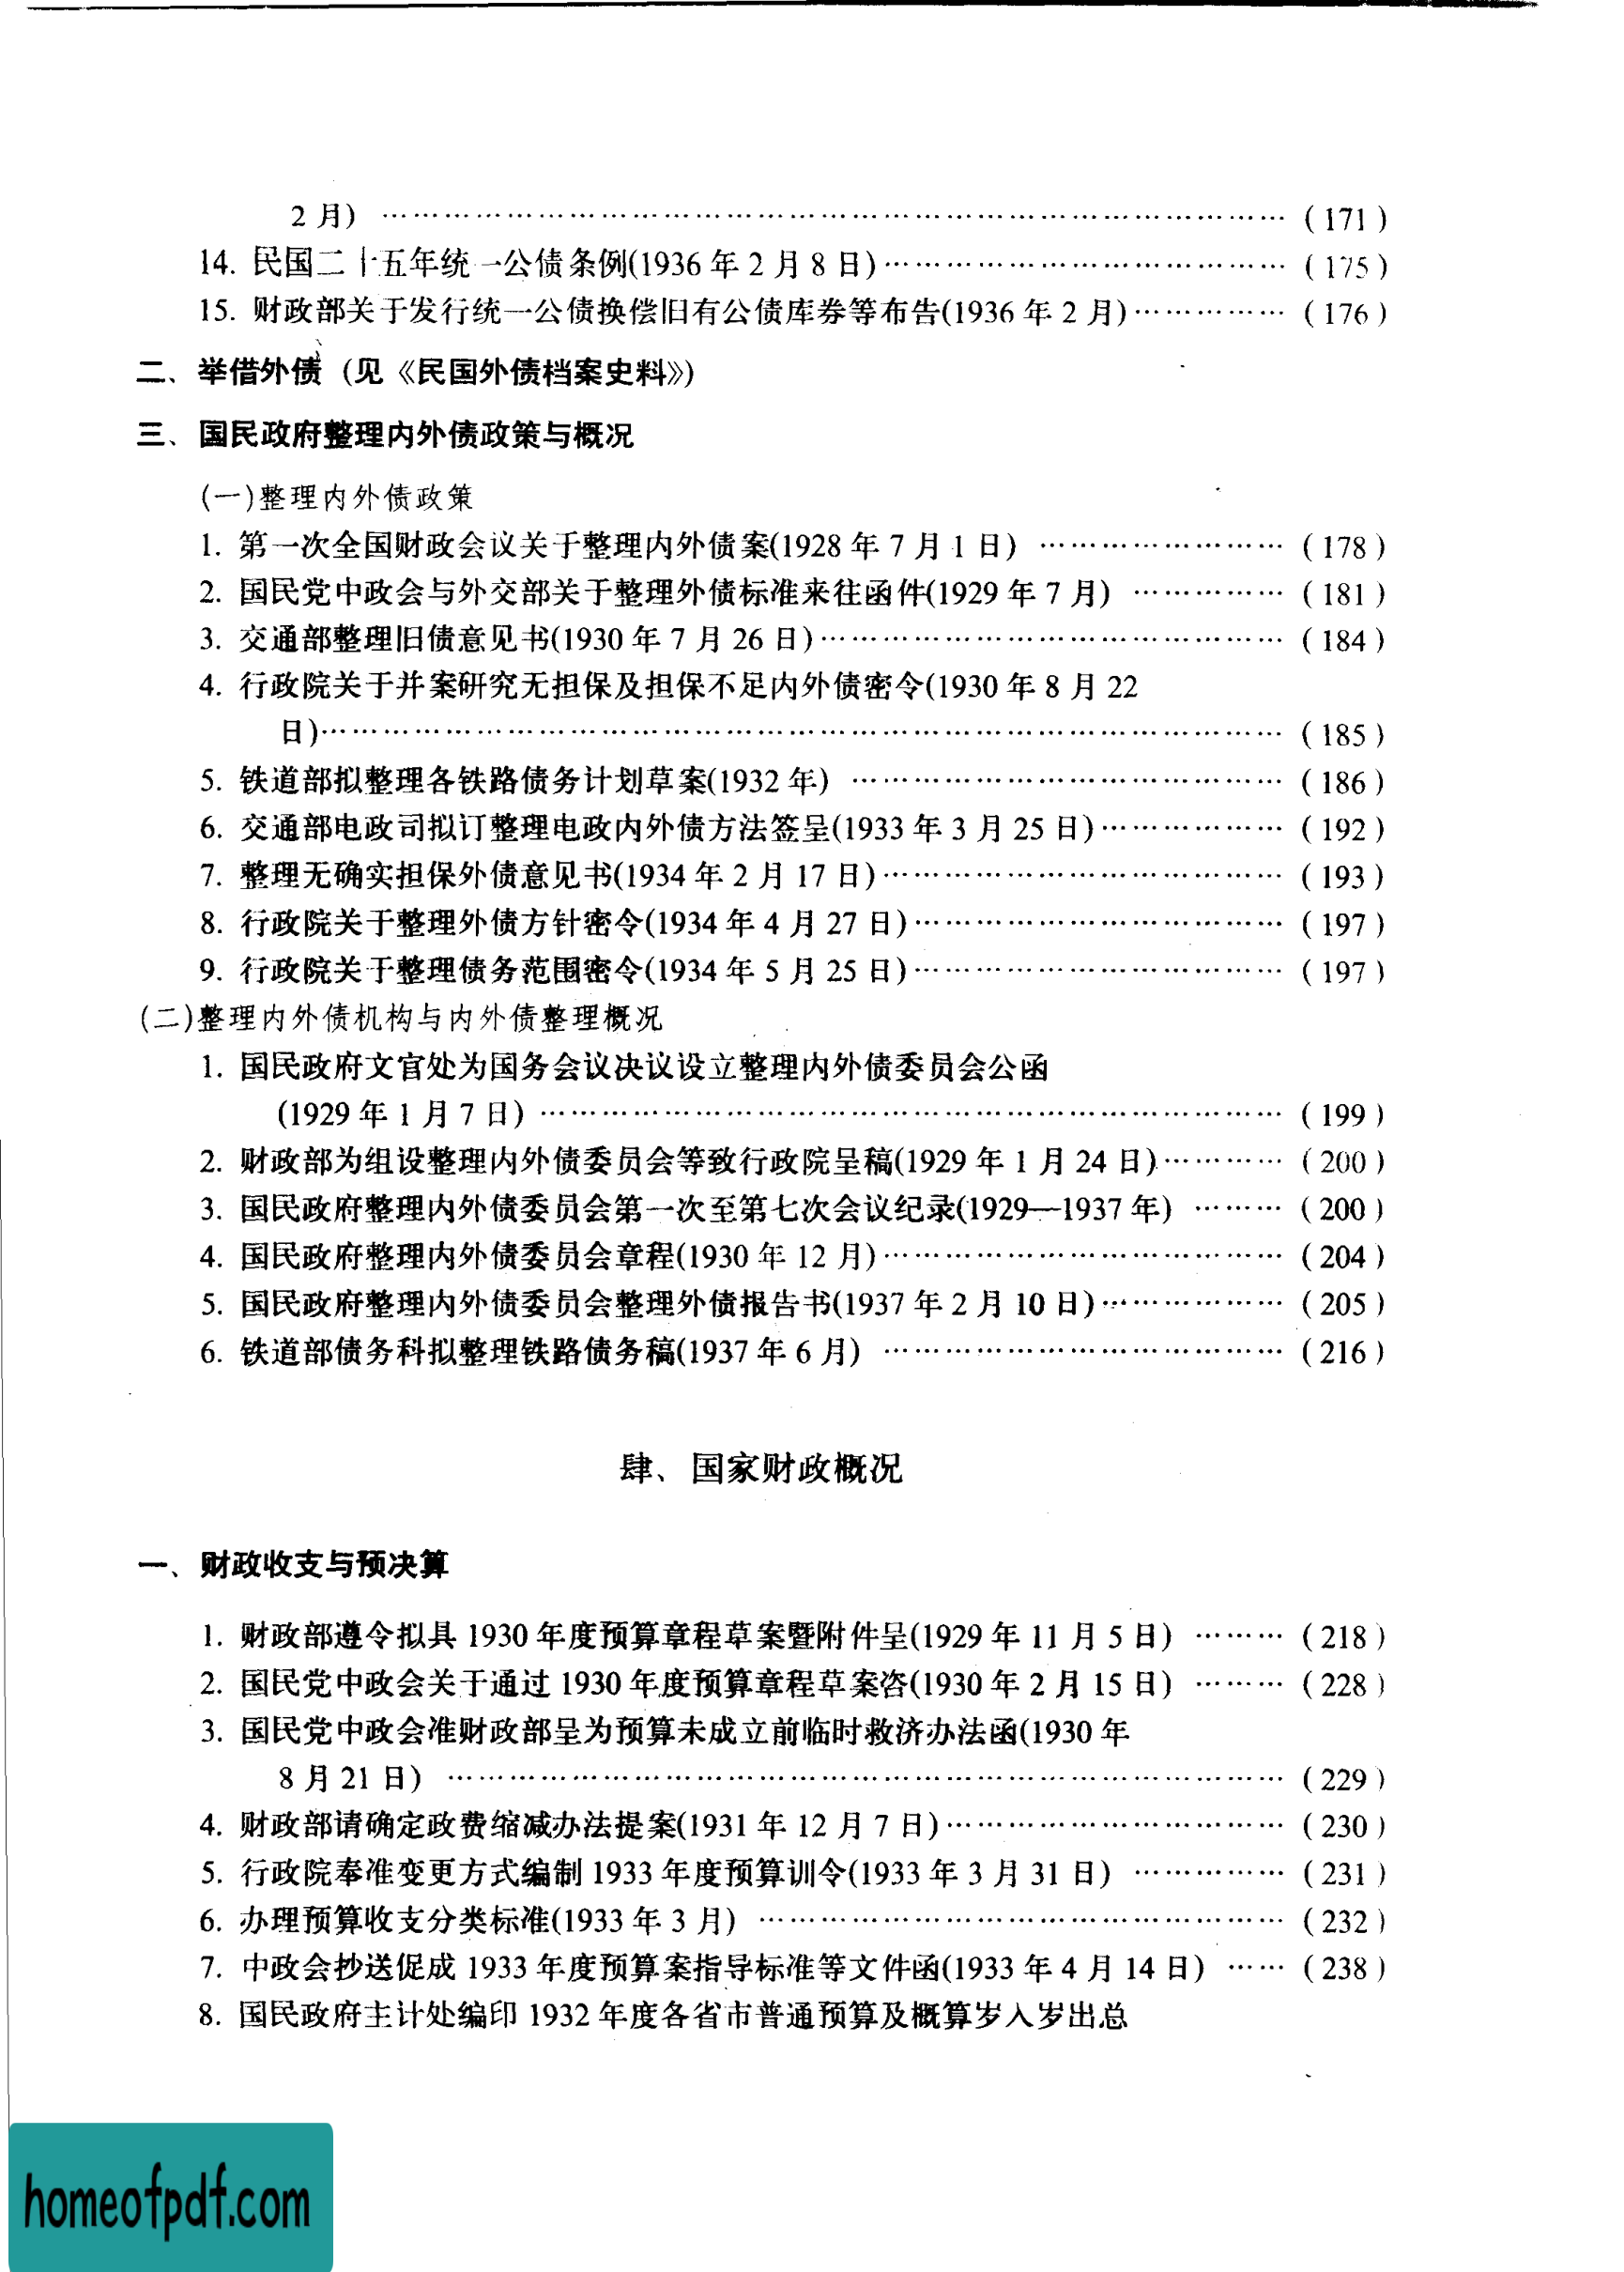 2 月) ……………………………………………………………………………… ( 171 )
14. 民国二十五年统一公债条例(1936 年 2 月 8 日) ………………………………… ( 175 )
15. 财政部关于发行统一公债换偿旧有公债库券等布告(1936 年 2 月) …………… ( 176 )
二、举借外债 (见《民国外债档案史料》)
三、国民政府整理内外债政策与概况
(一)整理内外债政策
1. 第一次全国财政会议关于整理内外债案(1928 年 7 月 1 日) …………………… ( 178 )
2. 国民党中政会与外交部关于整理外债标准来往函件(1929 年 7 月) …………… ( 181 )
3. 交通部整理旧债意见书(1930 年 7 月 26 日) ……………………………………… ( 184 )
4. 行政院关于并案研究无担保及担保不足内外债密令(1930 年 8 月 22
日) ………………………………………………………………………………… ( 185 )
5. 铁道部拟整理各铁路债务计划草案(1932 年) …………………………………… ( 186 )
6. 交通部电政司拟订整理电政内外债方法签呈(1933 年 3 月 25 日) ……………… ( 192 )
7. 整理无确实担保外债意见书(1934 年 2 月 17 日) ………………………………… ( 193 )
8. 行政院关于整理外债方针密令(1934 年 4 月 27 日) ……………………………… ( 197 )
9. 行政院关于整理债务范围密令(1934 年 5 月 25 日) ……………………………… ( 197 )
(二)整理内外债机构与内外债整理概况
1. 国民政府文官处为国务会议决议设立整理内外债委员会公函
(1929 年 1 月 7 日) ……………………………………………………………… ( 199 )
2. 财政部为组设整理内外债委员会等致行政院呈稿(1929 年 1 月 24 日) ………… ( 200 )
3. 国民政府整理内外债委员会第一次至第七次会议纪录(1929—1937 年) ……… ( 200 )
4. 国民政府整理内外债委员会章程(1930 年 12 月) ………………………………… ( 204 )
5. 国民政府整理内外债委员会整理外债报告书(1937 年 2 月 10 日) ……………… ( 205 )
6. 铁道部债务科拟整理铁路债务稿(1937 年 6 月) ………………………………… ( 216 )
肆、国家财政概况
一、财政收支与预决算
1. 财政部遵令拟具 1930 年度预算章程草案暨附件呈(1929 年 11 月 5 日) ……… ( 218 )
2. 国民党中政会关于通过 1930 年度预算章程草案咨(1930 年 2 月 15 日) ……… ( 228 )
3. 国民党中政会准财政部呈为预算未成立前临时救济办法函(1930 年
8 月 21 日) ……………………………………………………………………… ( 229 )
4. 财政部请确定政费缩减办法提案(1931 年 12 月 7 日) …………………………… ( 230 )
5. 行政院奉准变更方式编制 1933 年度预算训令(1933 年 3 月 31 日) …………… ( 231 )
6. 办理预算收支分类标准(1933 年 3 月) …………………………………………… ( 232 )
7. 中政会抄送促成 1933 年度预算案指导标准等文件函(1933 年 4 月 14 日) …… ( 238 )
8. 国民政府主计处编印 1932 年度各省市普通预算及概算岁入岁出总
homeofpdf.com